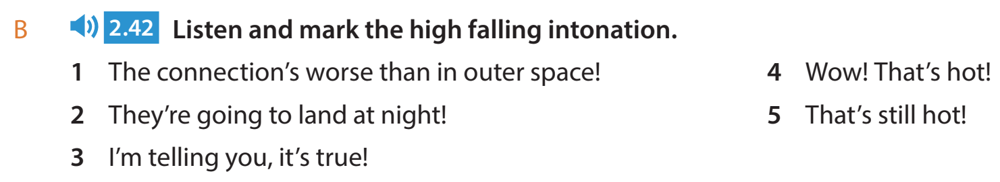 B 2.42 Listen and mark the high falling intonation.
1 The connection’s worse than in outer space!
2 They’re going to land at night!
3 I’m telling you, it’s true!
4 Wow! That’s hot!
5 That’s still hot!